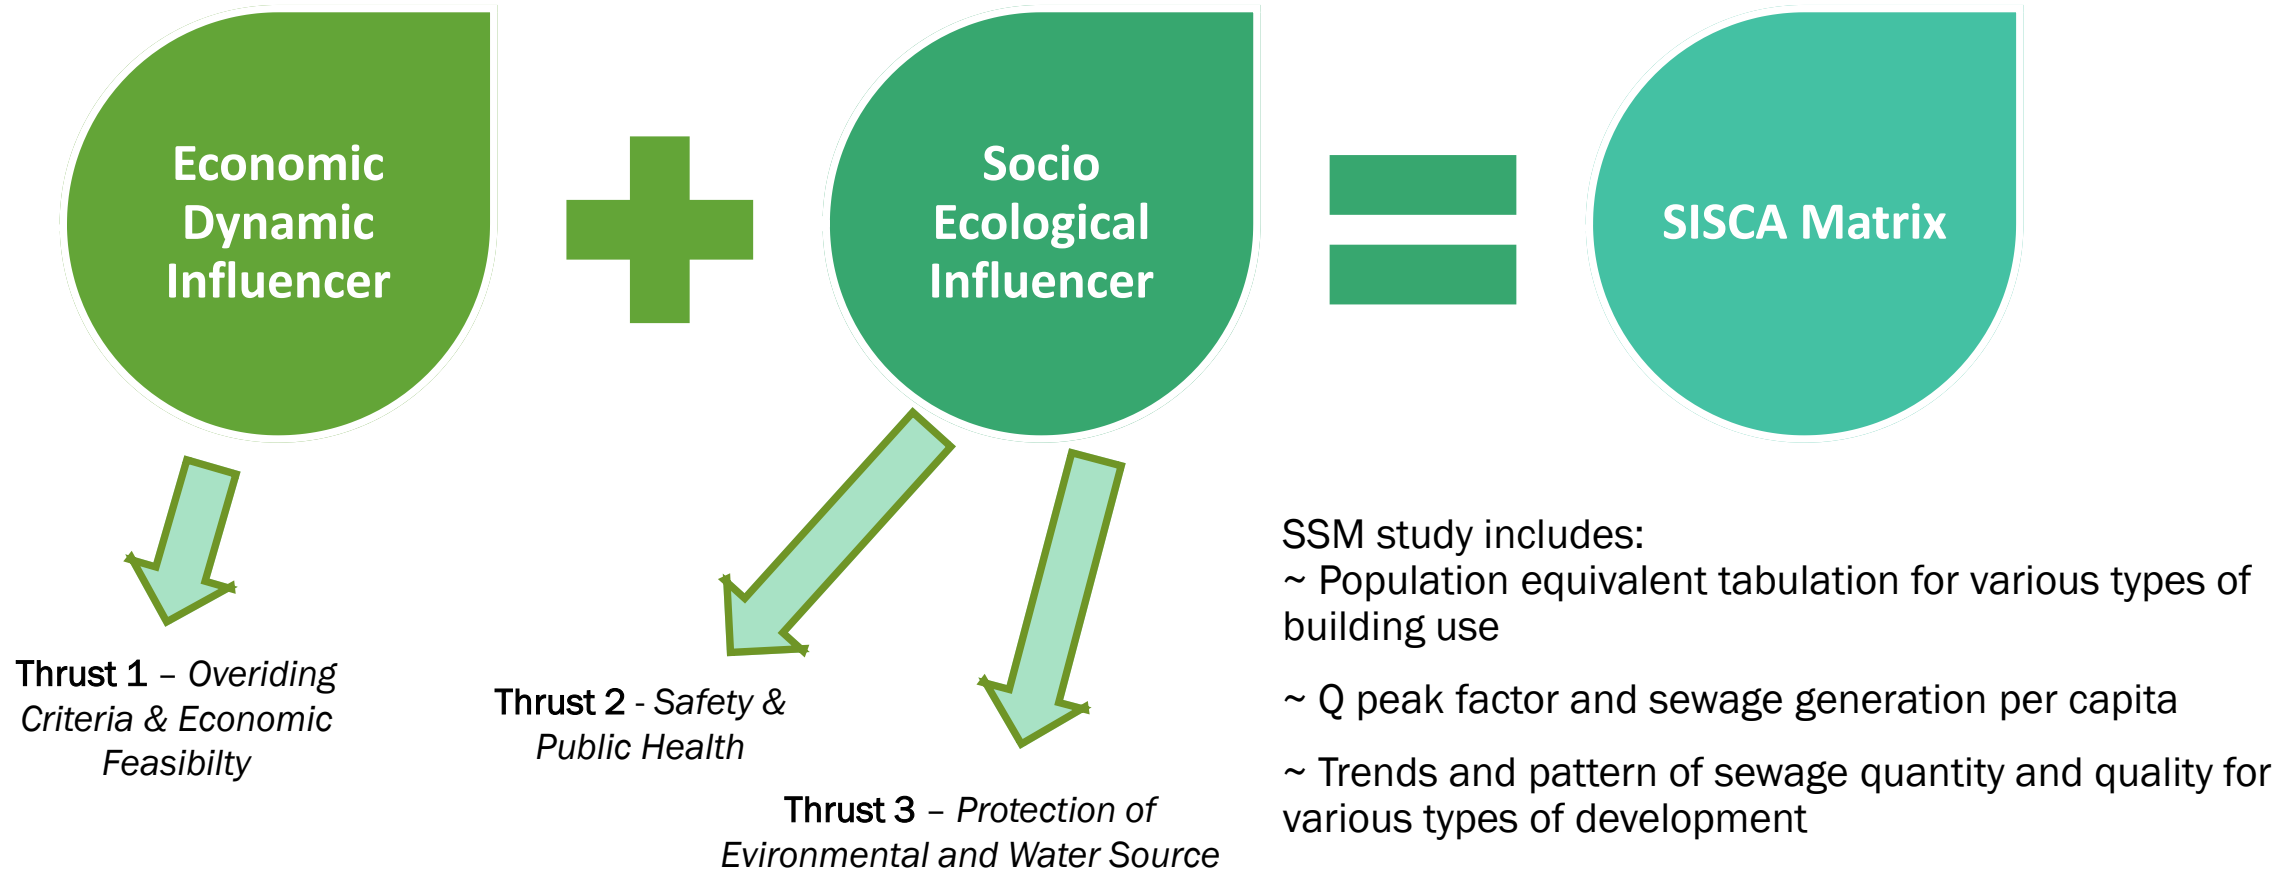 Economic
Dynamic
Influencer
Socio
Ecological
Influencer
SISCA Matrix
Thrust 1 – Overiding
Criteria & Economic
Feasibilty
Thrust 2 - Safety &
Public Health
Thrust 3 – Protection of
Evironmental and Water Source
SSM study includes:
~ Population equivalent tabulation for various types of
building use
~ Q peak factor and sewage generation per capita
~ Trends and pattern of sewage quantity and quality for
various types of development